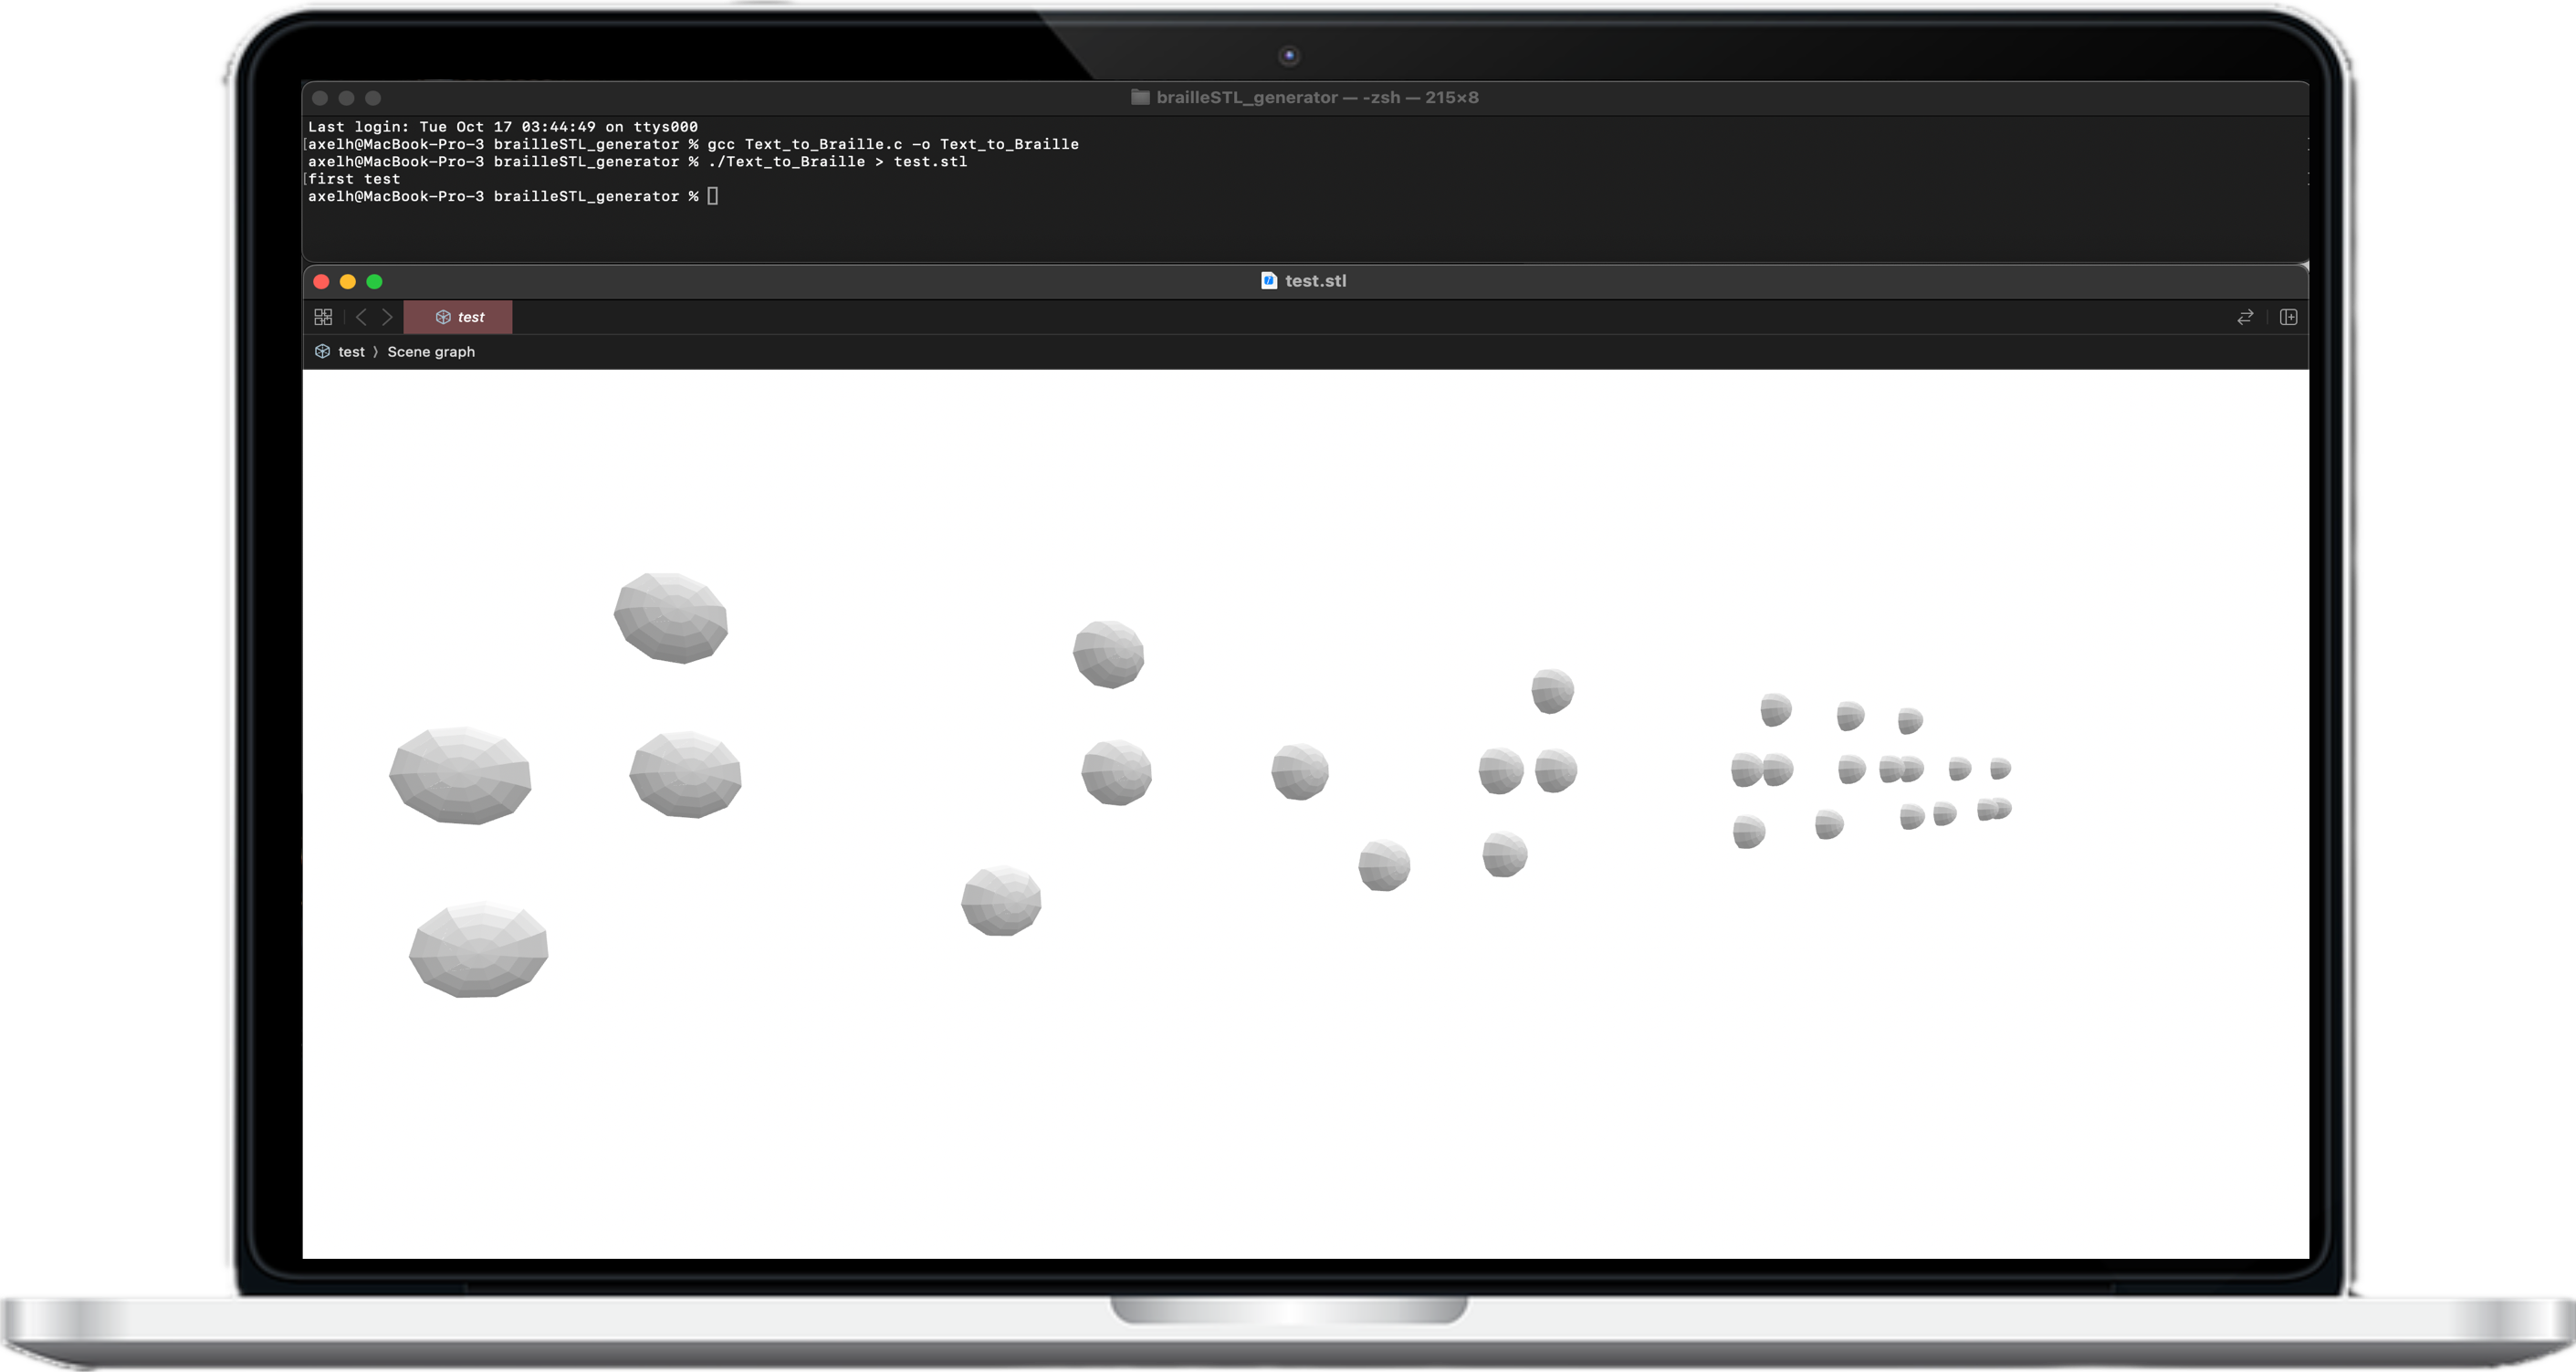 brailleSTL_generator — -zsh — 215×8
Last login: Tue Oct 17 03:44:49 on ttys000
[axelh@MacBook-Pro-3 brailleSTL_generator % gcc Text_to_Braille.c -o Text_to_Braille ]
axelh@MacBook-Pro-3 brailleSTL_generator % ./Text_to_Braille > test.stl
[first test ]
axelh@MacBook-Pro-3 brailleSTL_generator %
test.stl
test
test 〉 Scene graph